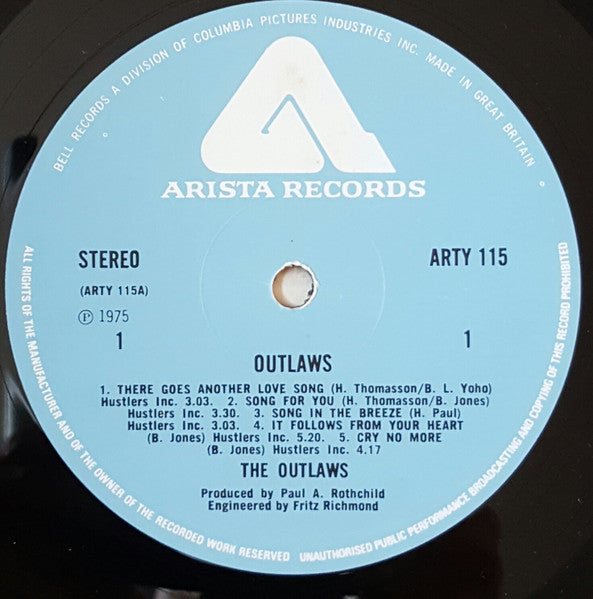 BELL RECORDS A DIVISION OF COLUMBIA PICTURES INDUSTRIES INC. MADE IN GREAT BRITAIN
ARISTA RECORDS
STEREO
ARTY 115
(ARTY 115A)
Ⓟ 1975
1
1
OUTLAWS
1. THERE GOES ANOTHER LOVE SONG (H. Thomasson/B. L. Yoho)
Hustlers Inc. 3.03. 2. SONG FOR YOU (H. Thomasson/B. Jones)
Hustlers Inc. 3.30. 3. SONG IN THE BREEZE (H. Paul)
Hustlers Inc. 3.03. 4. IT FOLLOWS FROM YOUR HEART
(B. Jones) Hustlers Inc. 5.20. 5. CRY NO MORE
(B. Jones) Hustlers Inc. 4.17
THE OUTLAWS
Produced by Paul A. Rothchild
Engineered by Fritz Richmond
ALL RIGHTS OF THE MANUFACTURER AND OF THE OWNER OF THE RECORDED WORK RESERVED UNAUTHORISED PUBLIC PERFORMANCE BROADCASTING AND COPYING OF THIS RECORD PROHIBITED